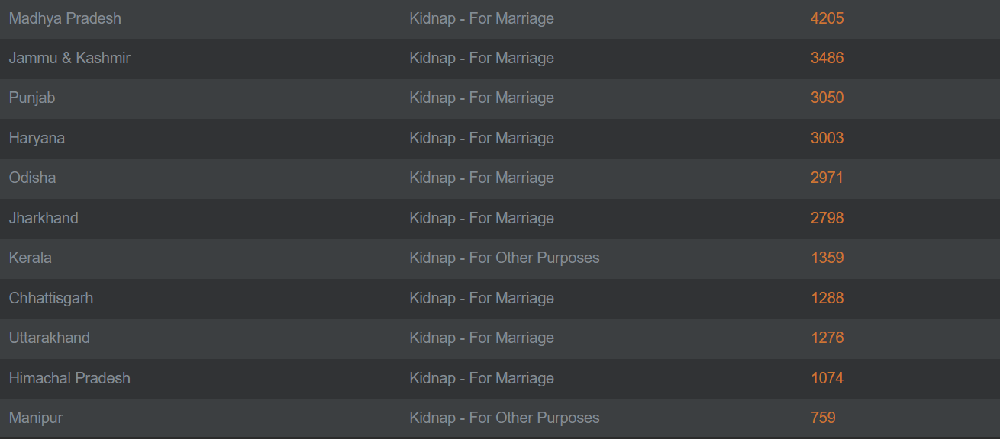 Madhya Pradesh Kidnap - For Marriage 4205
Jammu & Kashmir Kidnap - For Marriage 3486
Punjab Kidnap - For Marriage 3050
Haryana Kidnap - For Marriage 3003
Odisha Kidnap - For Marriage 2971
Jharkhand Kidnap - For Marriage 2798
Kerala Kidnap - For Other Purposes 1359
Chhattisgarh Kidnap - For Marriage 1288
Uttarakhand Kidnap - For Marriage 1276
Himachal Pradesh Kidnap - For Marriage 1074
Manipur Kidnap - For Other Purposes 759